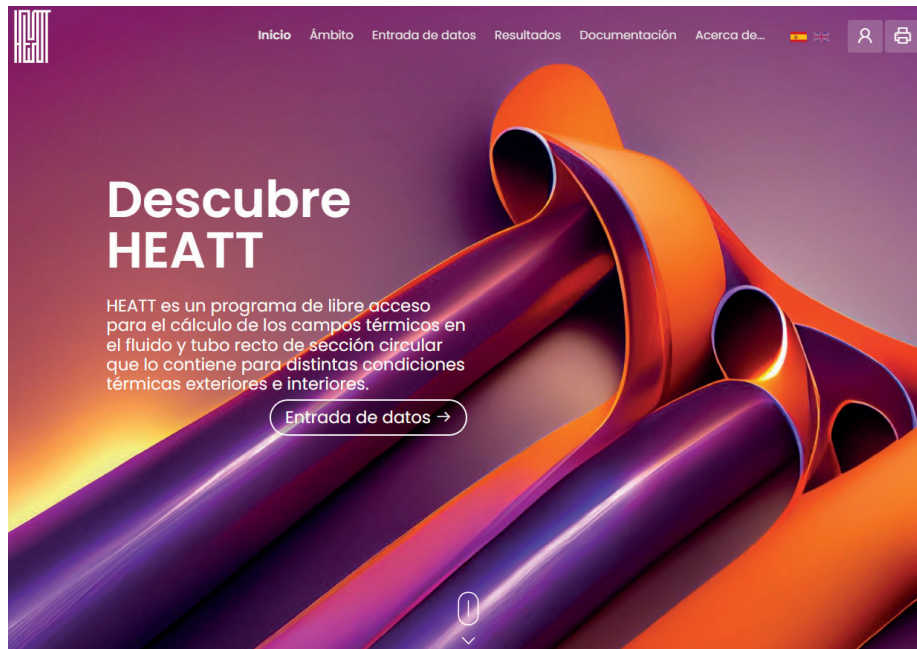 HEATT
Inicio Ámbito Entrada de datos Resultados Documentación Acerca de...
Descubre
HEATT
HEATT es un programa de libre acceso
para el cálculo de los campos térmicos en
el fluido y tubo recto de sección circular
que lo contiene para distintas condiciones
térmicas exteriores e interiores.
Entrada de datos →